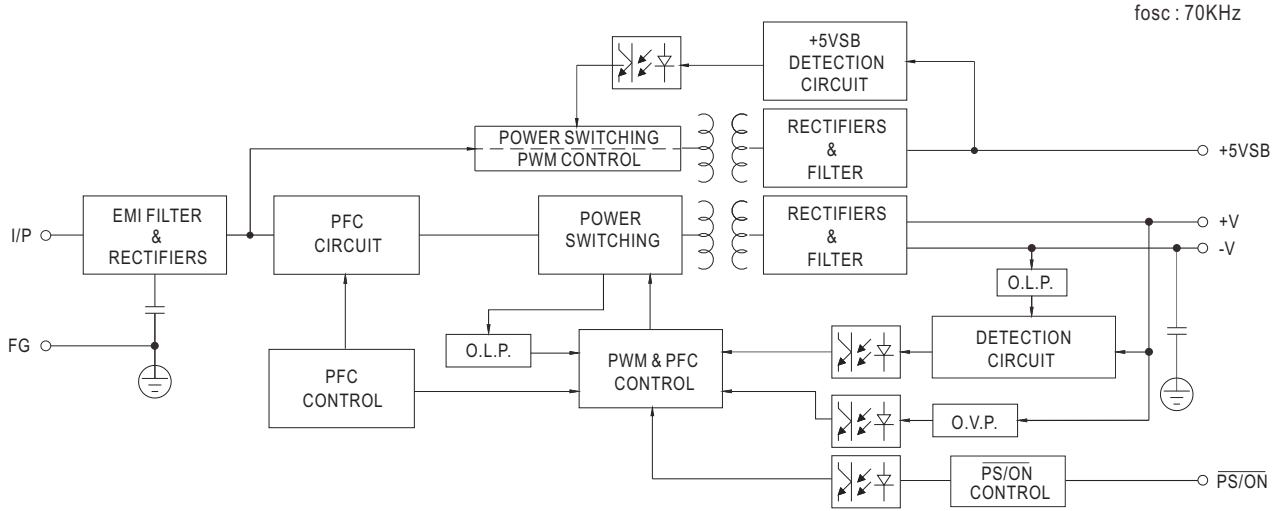 fosc : 70KHz
+5VSB
DETECTION
CIRCUIT
POWER SWITCHING
PWM CONTROL
RECTIFIERS
&
FILTER
+5VSB
I/P
EMI FILTER
&
RECTIFIERS
PFC
CIRCUIT
POWER
SWITCHING
RECTIFIERS
&
FILTER
+V
-V
O.L.P.
FG
PFC
CONTROL
O.L.P.
PWM & PFC
CONTROL
DETECTION
CIRCUIT
O.V.P.
PS/ON
CONTROL
PS/ON